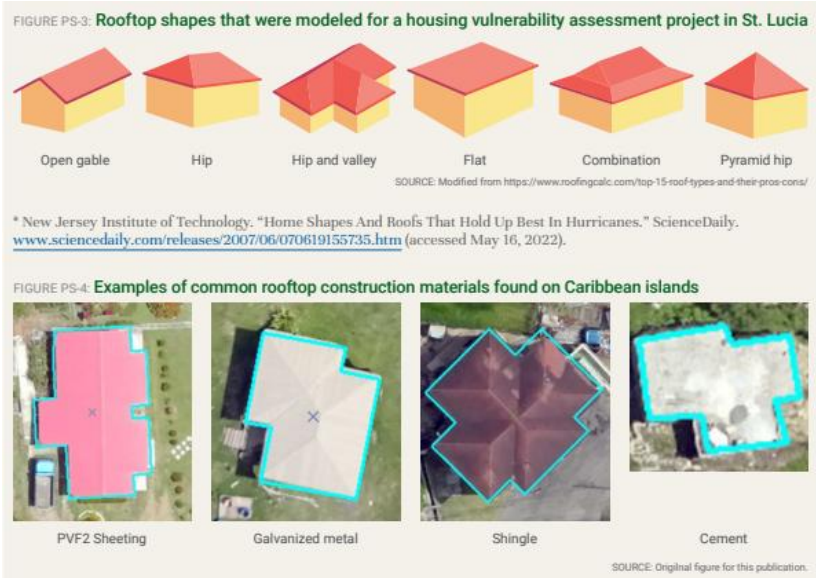 FIGURE PS-3: Rooftop shapes that were modeled for a housing vulnerability assessment project in St. Lucia
Open gable
Hip
Hip and valley
Flat
Combination
Pyramid hip
SOURCE: Modified from https://www.roofingcalc.com/top-15-roof-types-and-their-pros-cons/
* New Jersey Institute of Technology. “Home Shapes And Roofs That Hold Up Best In Hurricanes.” ScienceDaily.
www.sciencedaily.com/releases/2007/06/070619155735.htm (accessed May 16, 2022).
FIGURE PS-4: Examples of common rooftop construction materials found on Caribbean islands
PVF2 Sheeting
Galvanized metal
Shingle
Cement
SOURCE: Origilnal figure for this publication.